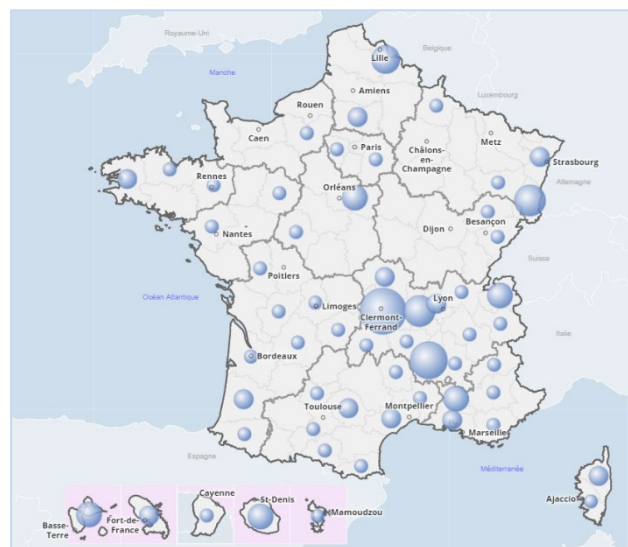 Royaume-Uni
Belgique
Lille
Manche
Luxembourg
Amiens
Rouen
Caen
Paris
Châlons-
en-
Champagne
Metz
Strasbourg
Rennes
Orléans
Allemagne
Nantes
Dijon
Besançon
Suisse
Poitiers
Océan Atlantique
Limoges
Clermont-
Ferrand
Lyon
Italie
Bordeaux
Toulouse
Montpellier
Marseille
Espagne
Méditerranée
Ajaccio
Basse-
Terre
Fort-de-
France
Cayenne
St-Denis
Mamoudzou